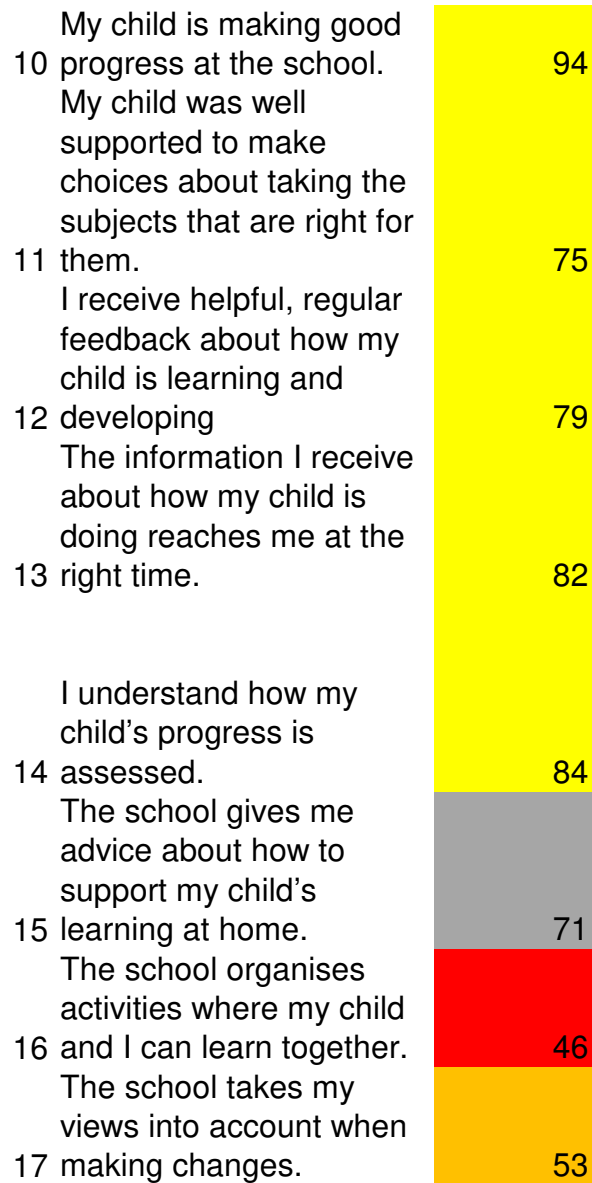 My child is making good
10 progress at the school. 94
My child was well
supported to make
choices about taking the
subjects that are right for
11 them. 75
I receive helpful, regular
feedback about how my
child is learning and
12 developing 79
The information I receive
about how my child is
doing reaches me at the
13 right time. 82
I understand how my
child’s progress is
14 assessed. 84
The school gives me
advice about how to
support my child’s
15 learning at home. 71
The school organises
activities where my child
16 and I can learn together. 46
The school takes my
views into account when
17 making changes. 53